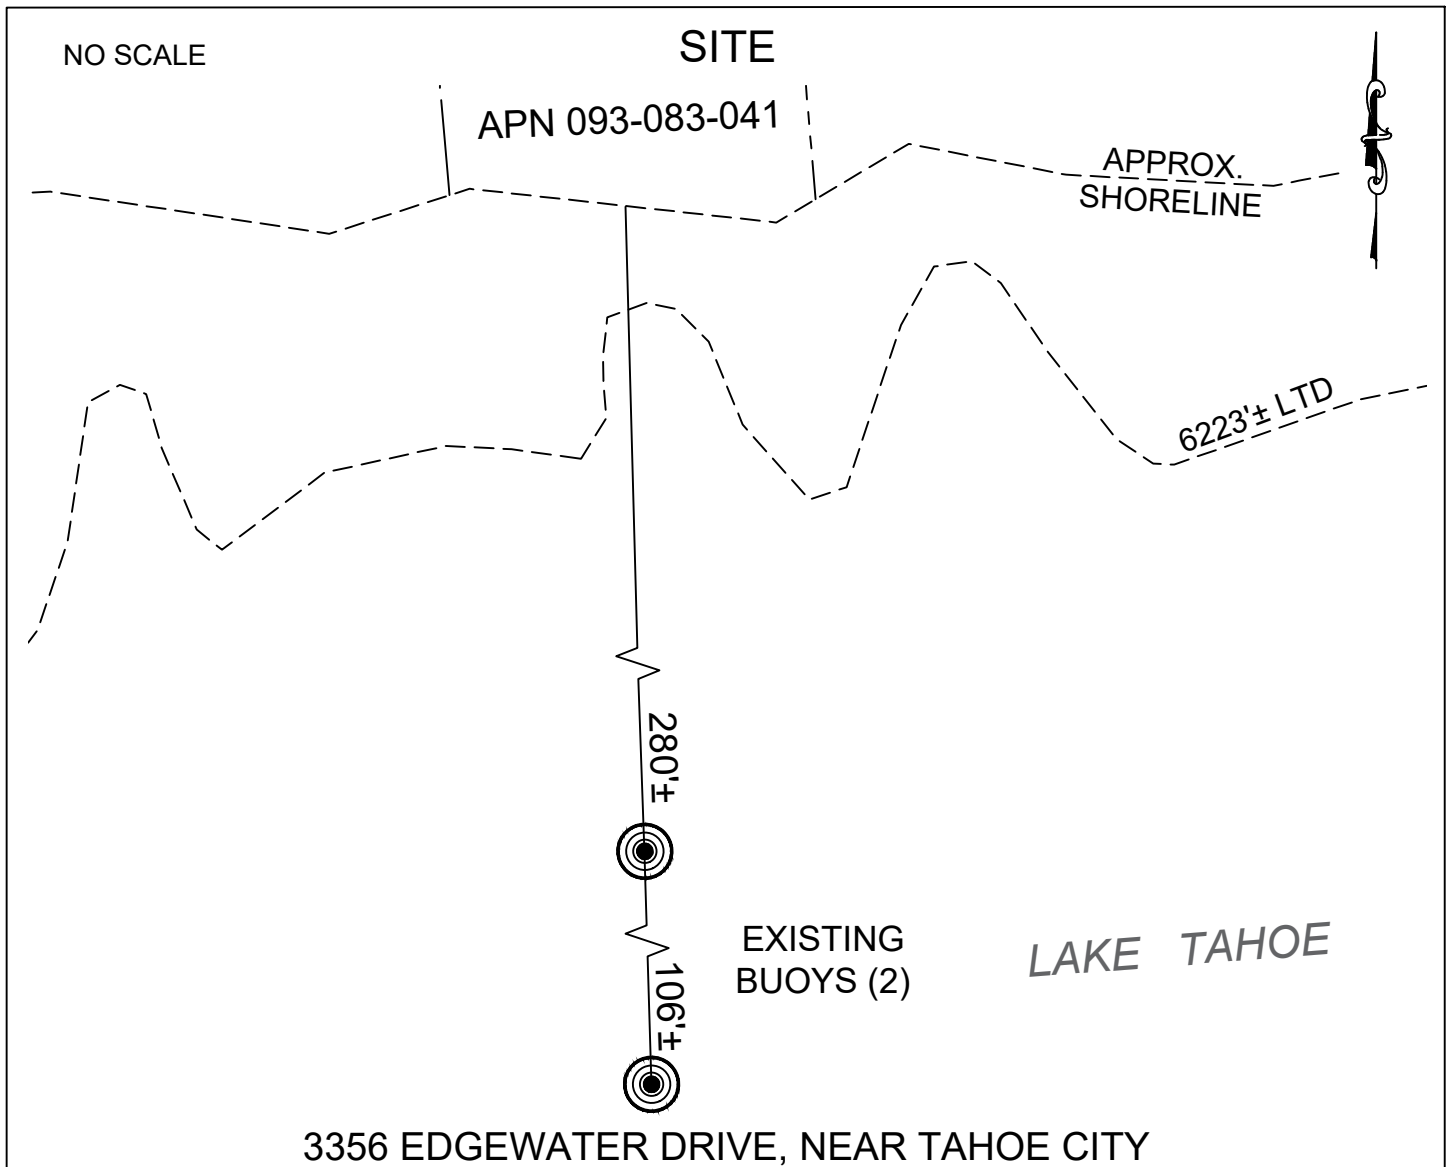 NO SCALE
SITE
APN 093-083-041
APPROX.
SHORELINE
6223'± LTD
280'±
EXISTING
BUOYS (2)
LAKE TAHOE
106'±
3356 EDGEWATER DRIVE, NEAR TAHOE CITY